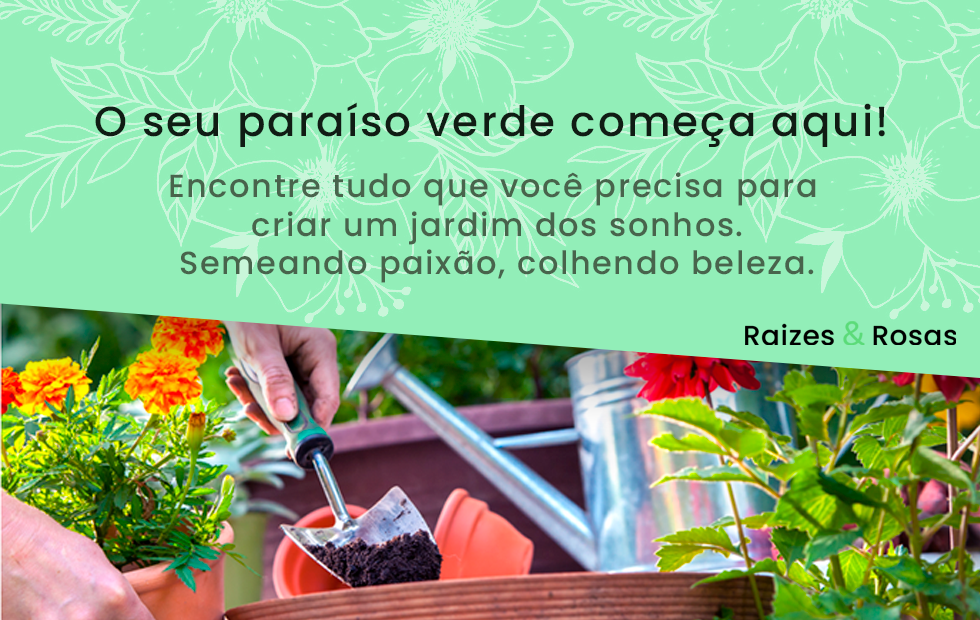 O seu paraíso verde começa aqui!
Encontre tudo que você precisa para
criar um jardim dos sonhos.
Semeando paixão, colhendo beleza.
Raizes & Rosas